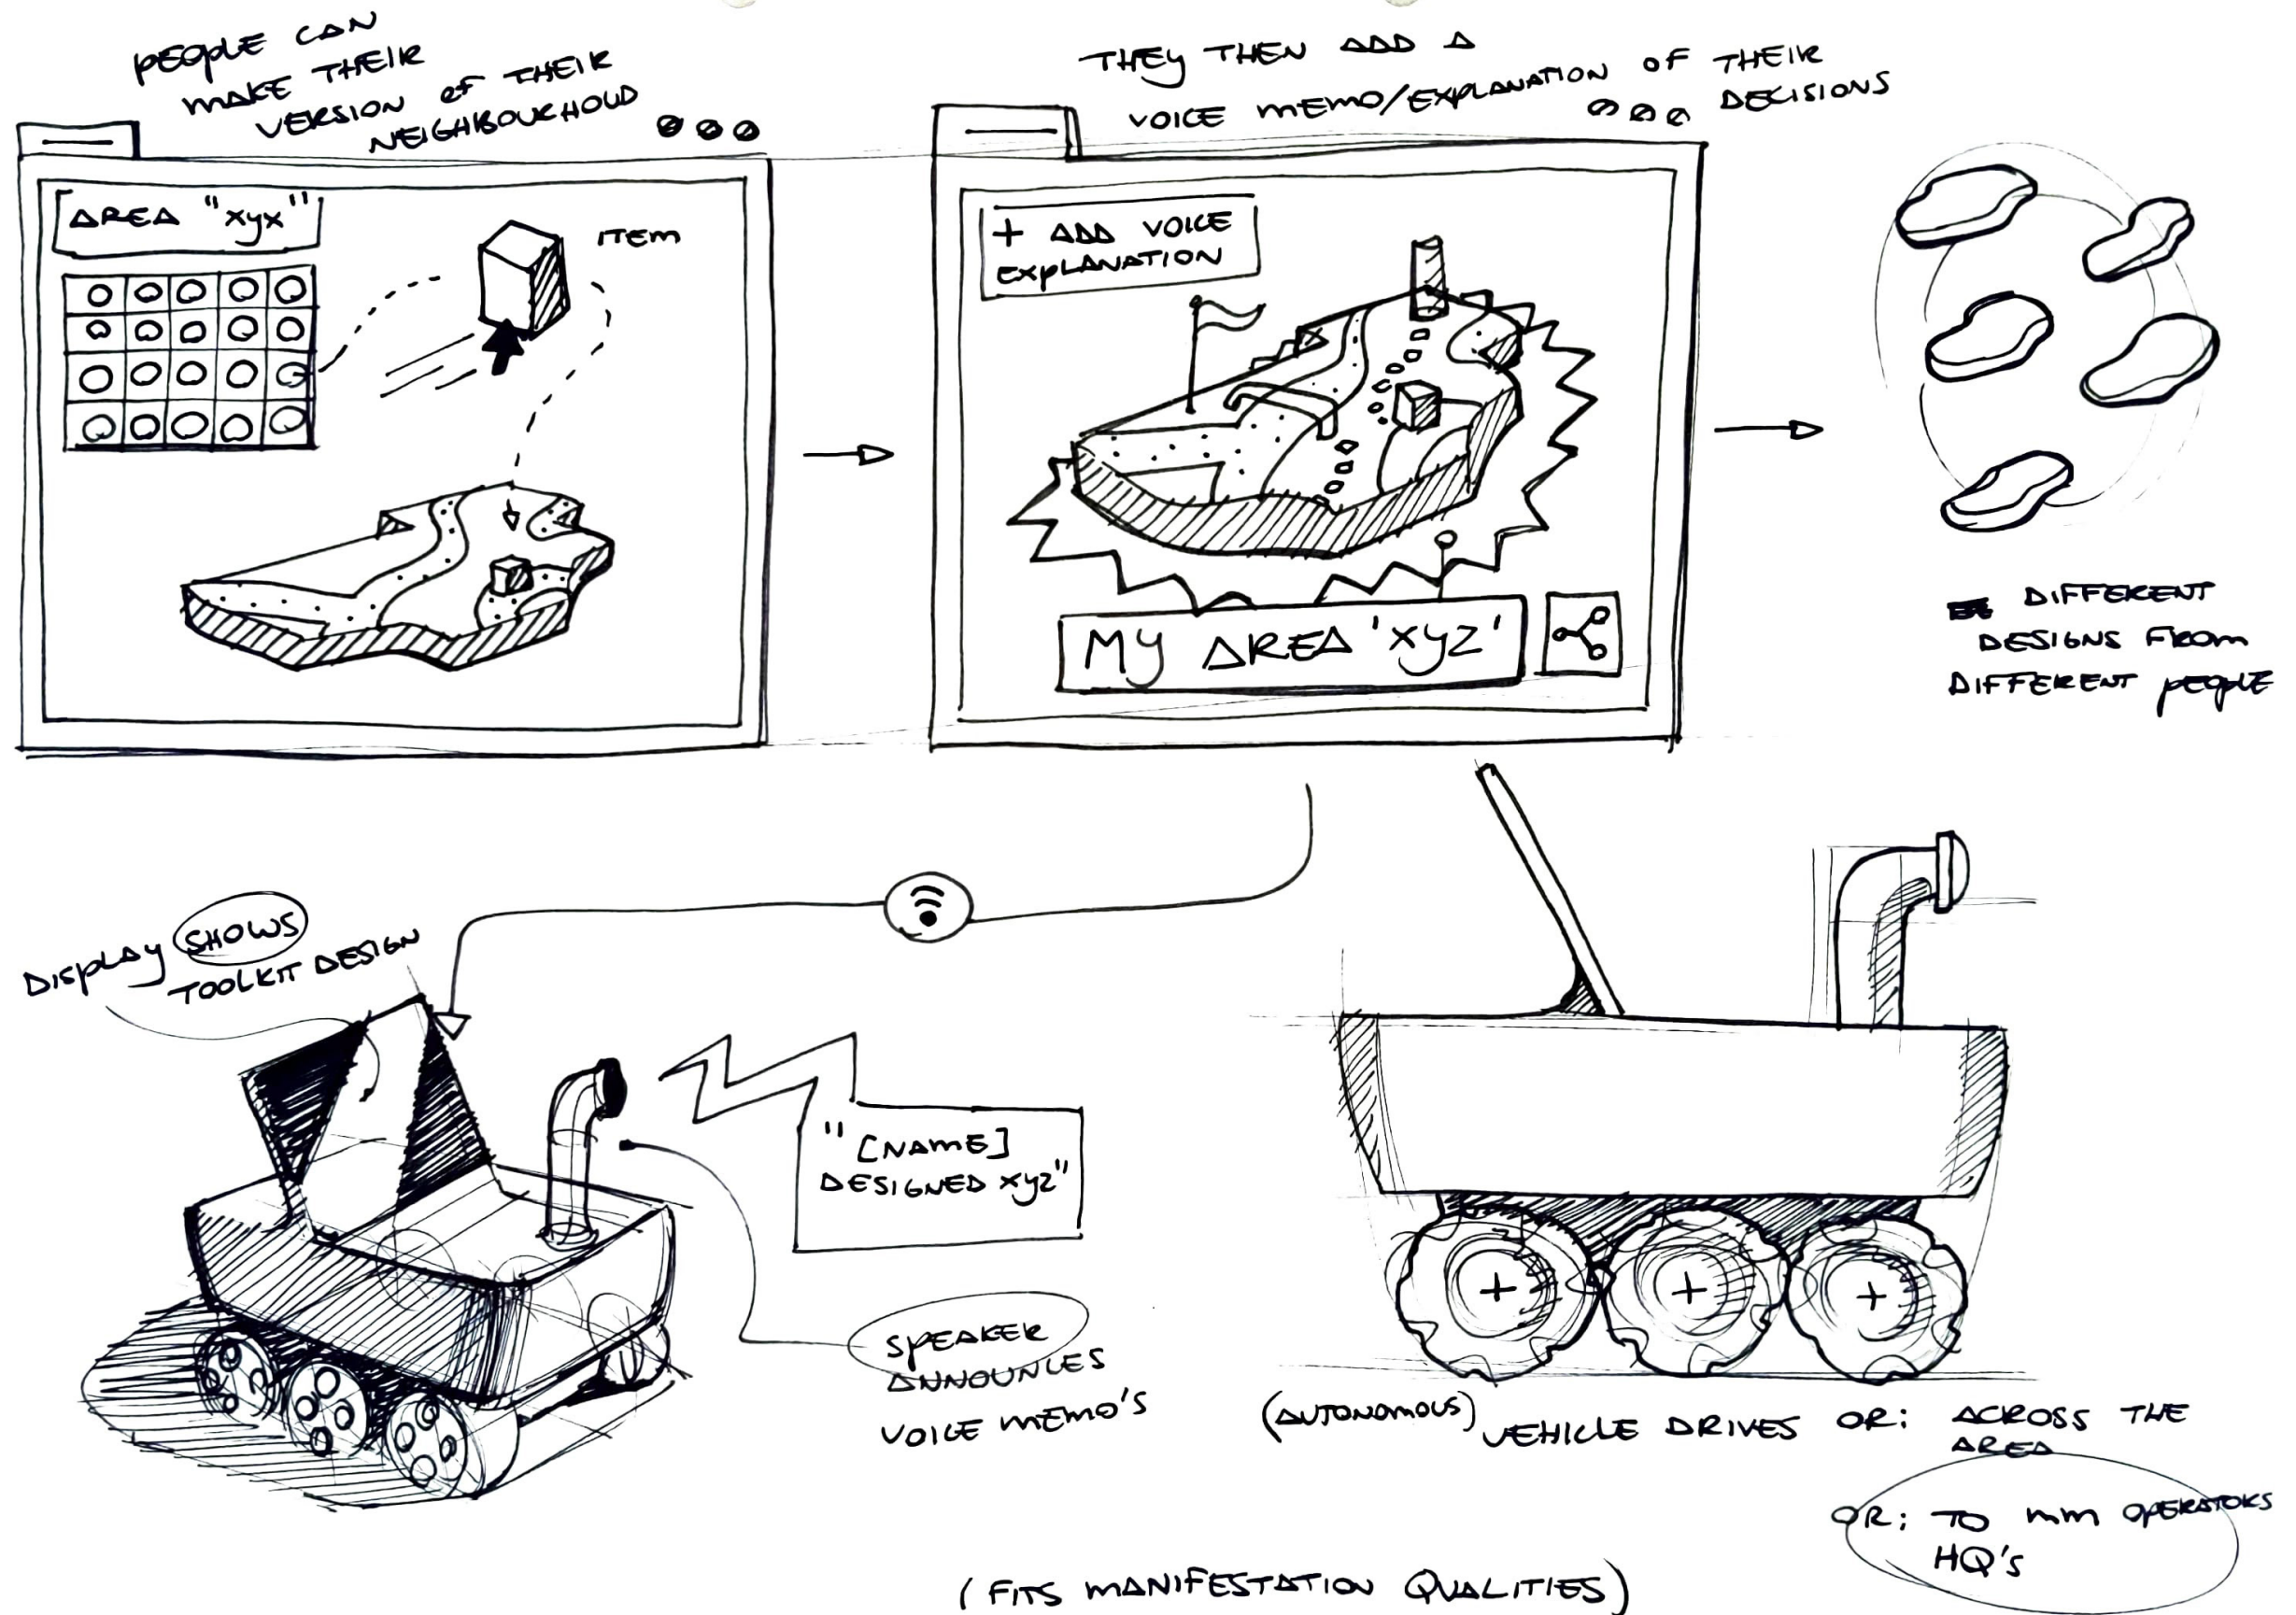 PEOPLE CAN
MAKE THEIR
VERSION OF THEIR
NEIGHBOURHOUD
THEY THEN ADD A
VOICE MEMO/EXPLANATION OF THEIR
DECISIONS
AREA "xyx"
ITEM
+ ADD VOICE
EXPLANATION
MY AREA 'XYZ'
DIFFERENT
DESIGNS FROM
DIFFERENT PEOPLE
DISPLAY SHOWS
TOOLKIT DESIGN
"[NAME]
DESIGNED XYZ"
SPEAKER
ANNOUNCES
VOICE MEMO'S
(AUTONOMOUS) VEHICLE DRIVES OR: ACROSS THE
AREA
OR: TO MM OPERATORS
HQ'S
(FITS MANIFESTATION QUALITIES)